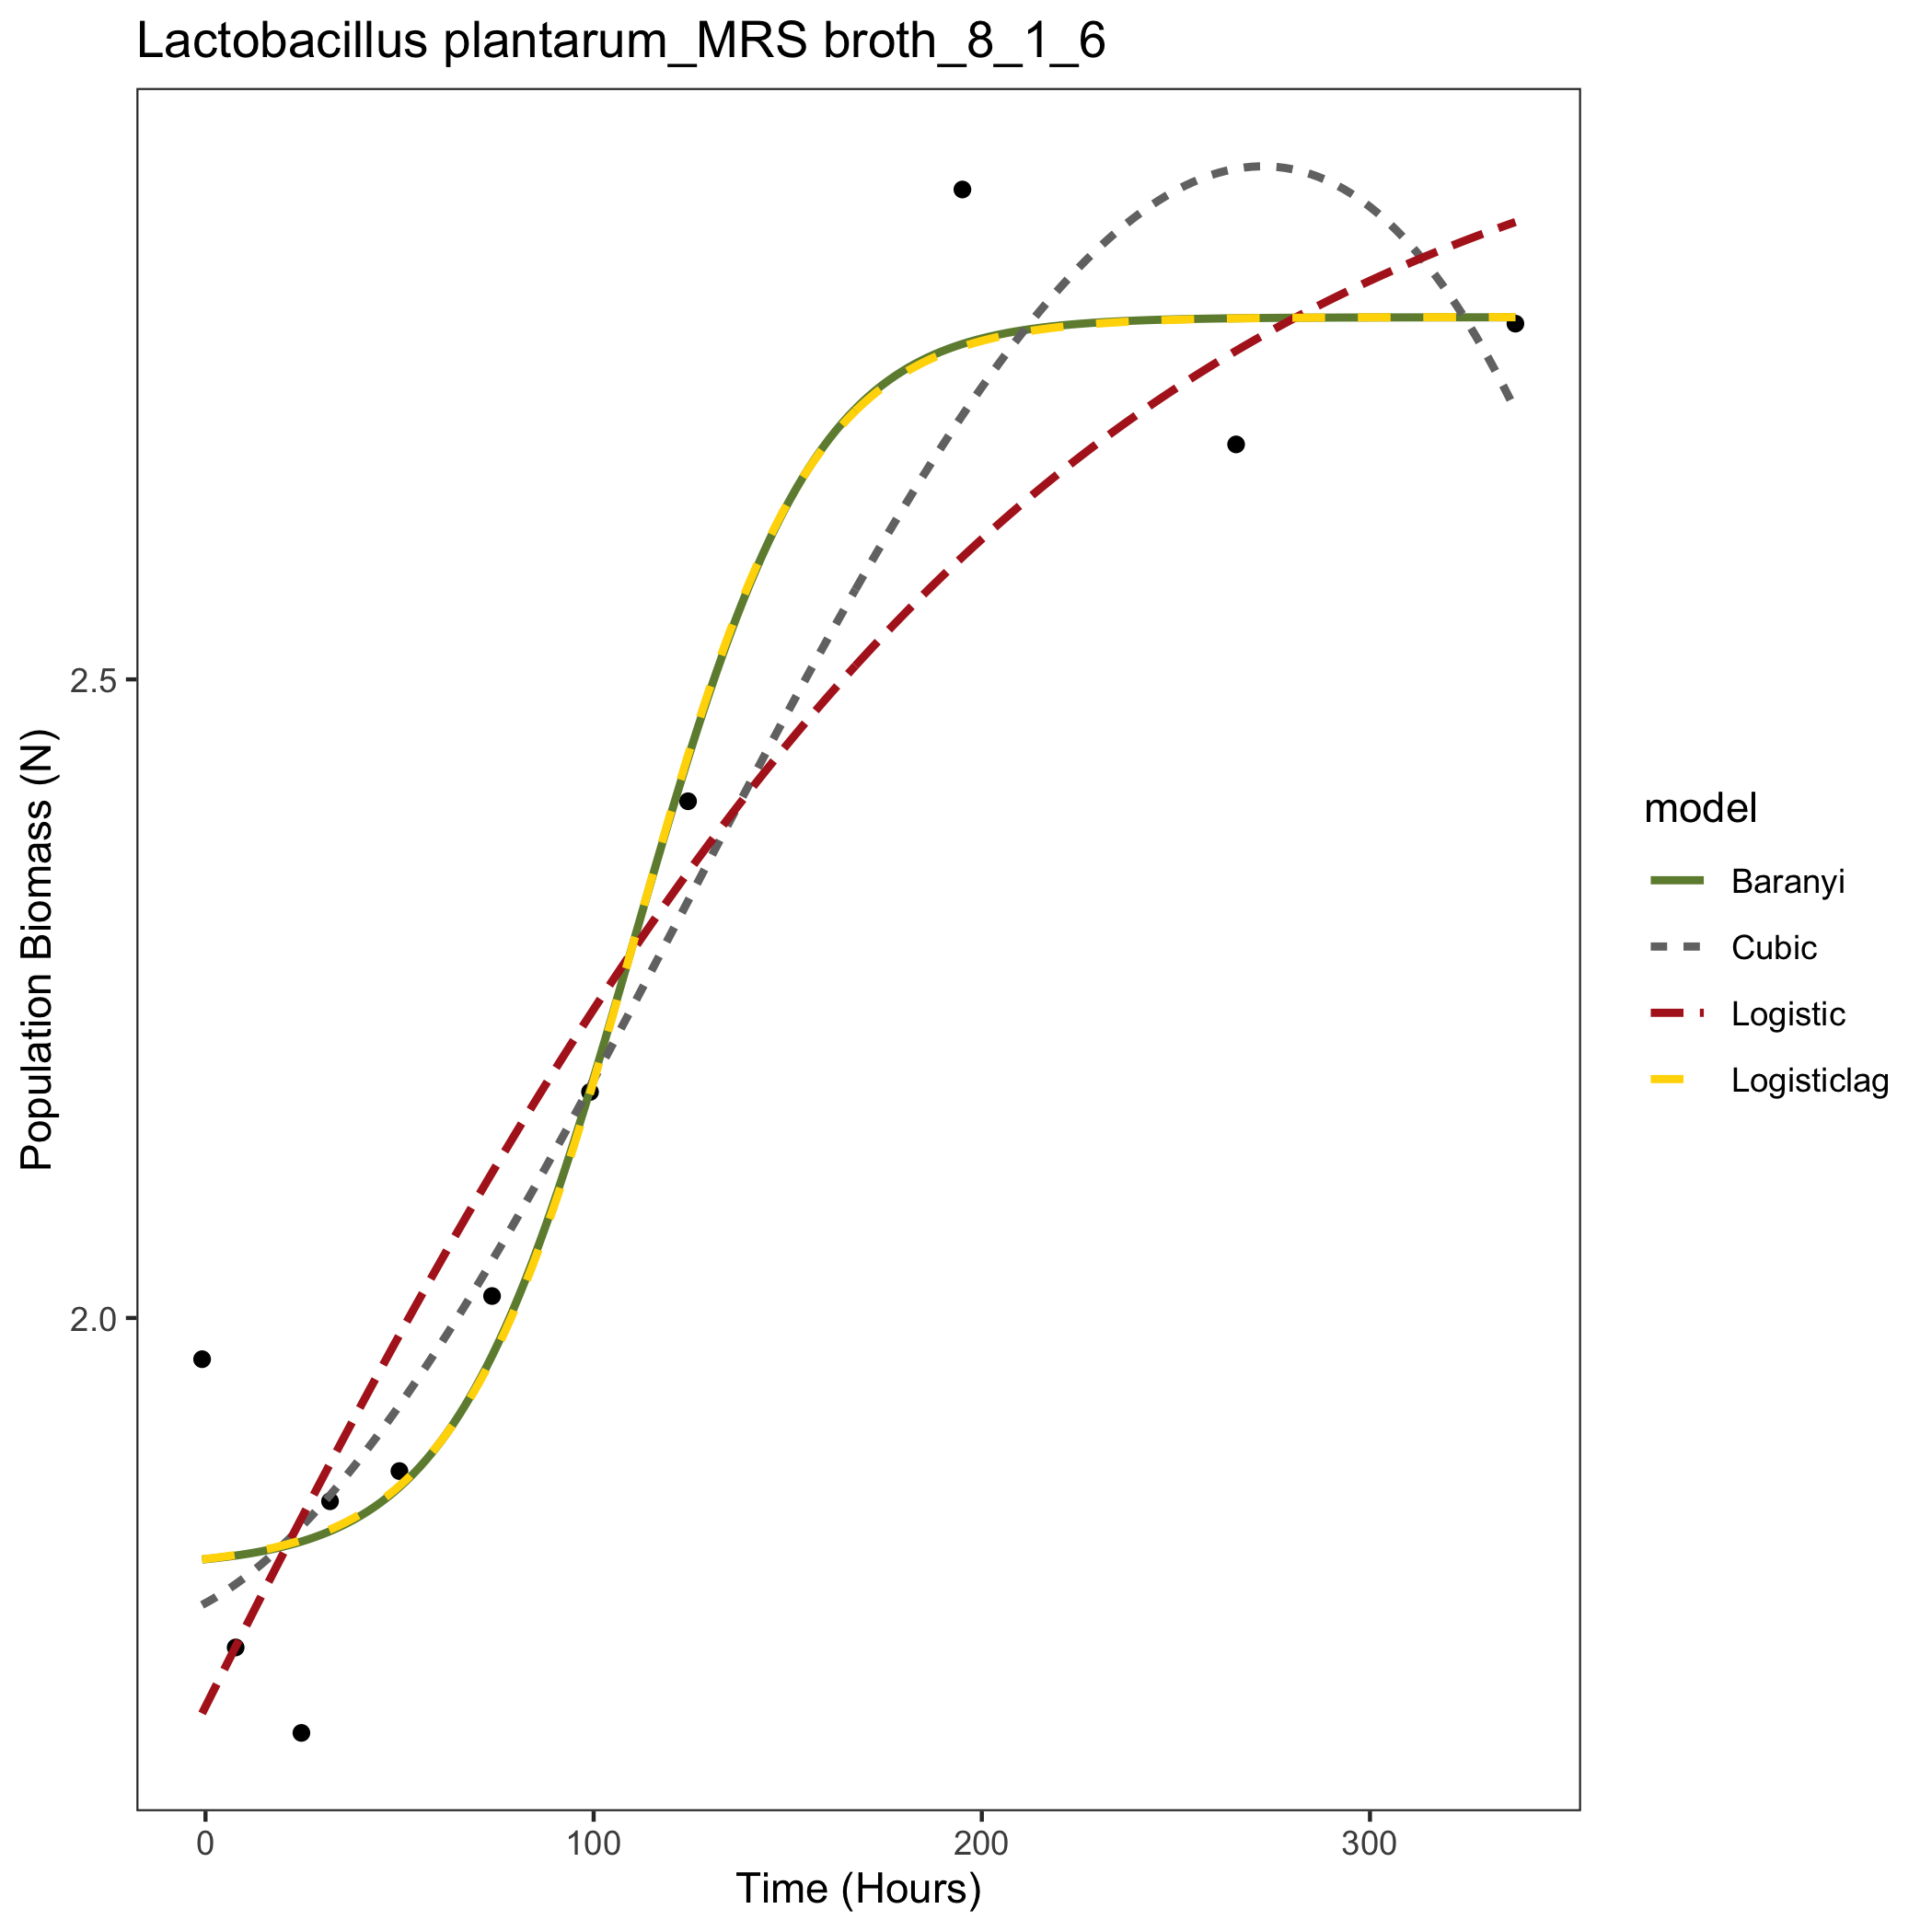 Lactobacillus plantarum_MRS broth_8_1_6
Population Biomass (N)
2.5
2.0
0
100
200
300
Time (Hours)
model
Baranyi
Cubic
Logistic
Logisticlag